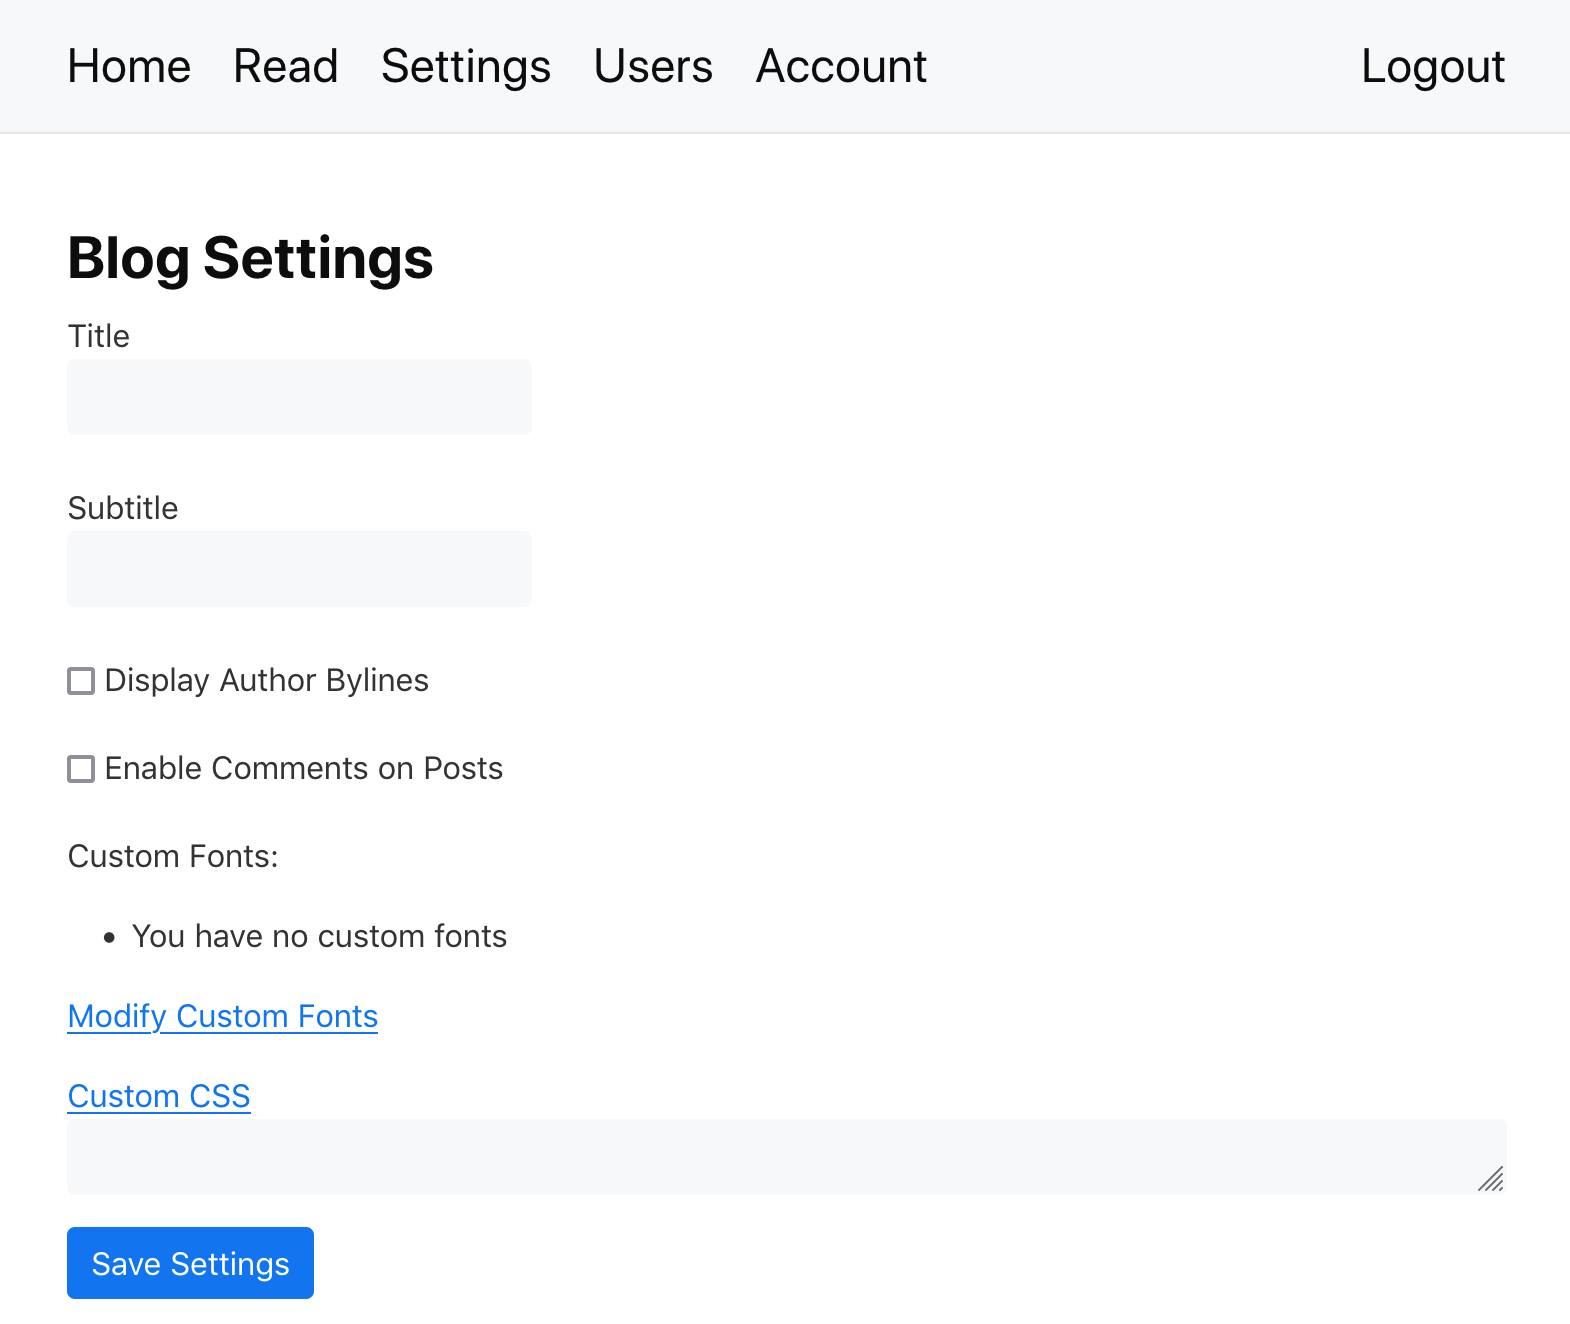 Home Read Settings Users Account Logout
Blog Settings
Title
Subtitle
Display Author Bylines
Enable Comments on Posts
Custom Fonts:
You have no custom fonts
Modify Custom Fonts
Custom CSS
Save Settings